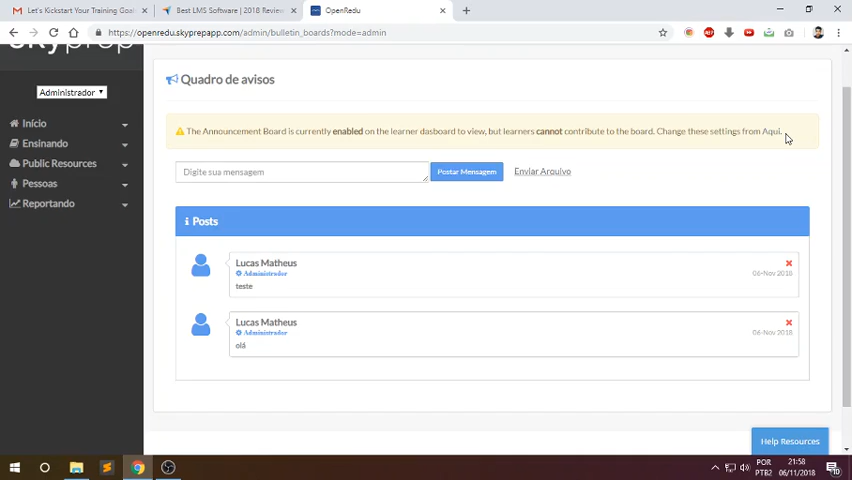 Let's Kickstart Your Training Goals
Best LMS Software | 2018 Review
OpenRedu
https://openredu.skyprepapp.com/admin/bulletin_boards?mode=admin
skyprep
Administrador
Início
Ensinando
Public Resources
Pessoas
Reportando
Quadro de avisos
The Announcement Board is currently enabled on the learner dasboard to view, but learners cannot contribute to the board. Change these settings from Aqui.
Digite sua mensagem
Postar Mensagem
Enviar Arquivo
Posts
Lucas Matheus
Administrador
06-Nov 2018
teste
Lucas Matheus
Administrador
06-Nov 2018
olá
Help Resources
POR
PTB2
21:58
06/11/2018